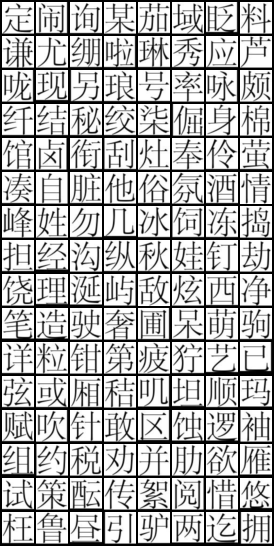 定闹询某茄域眨料
谦尤绷啦琳秀应芦
咙现另琅号率咏颇
纤结秘绞柒倔身棉
馆卤衔刮灶奉伶萤
凑自脏他俗氛酒情
峰姓勿几冰饲冻捣
担经沟纵秋娃钉劫
饶理涎屿敌炫西净
笔造驶奢圃呆萌驹
详粒钳第疲狞艺已
弦或厢秸叽坦顺玛
赋吹针敢区蚀逻袖
组约税劝并肋欲雁
试策酝传絮阅惜悠
枉鲁昼引驴两迄拥